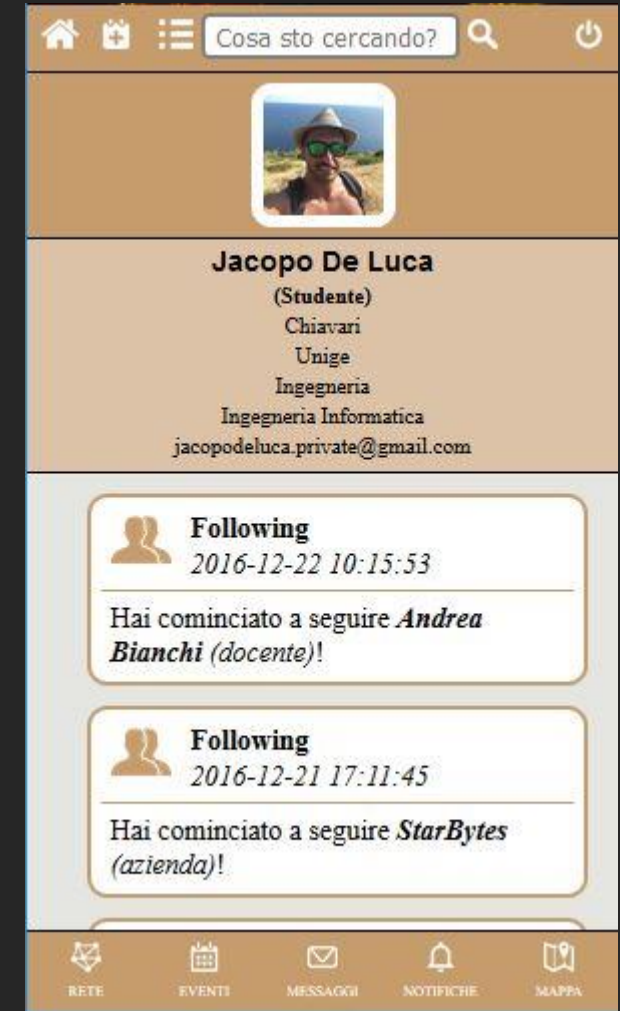 Cosa sto cercando?
Jacopo De Luca
(Studente)
Chiavari
Unige
Ingegneria
Ingegneria Informatica
jacopodeluca.private@gmail.com
Following
2016-12-22 10:15:53
Hai cominciato a seguire Andrea
Bianchi (docente)!
Following
2016-12-21 17:11:45
Hai cominciato a seguire StarBytes
(azienda)!
RETE EVENTI MESSAGGI NOTIFICHE MAPPA